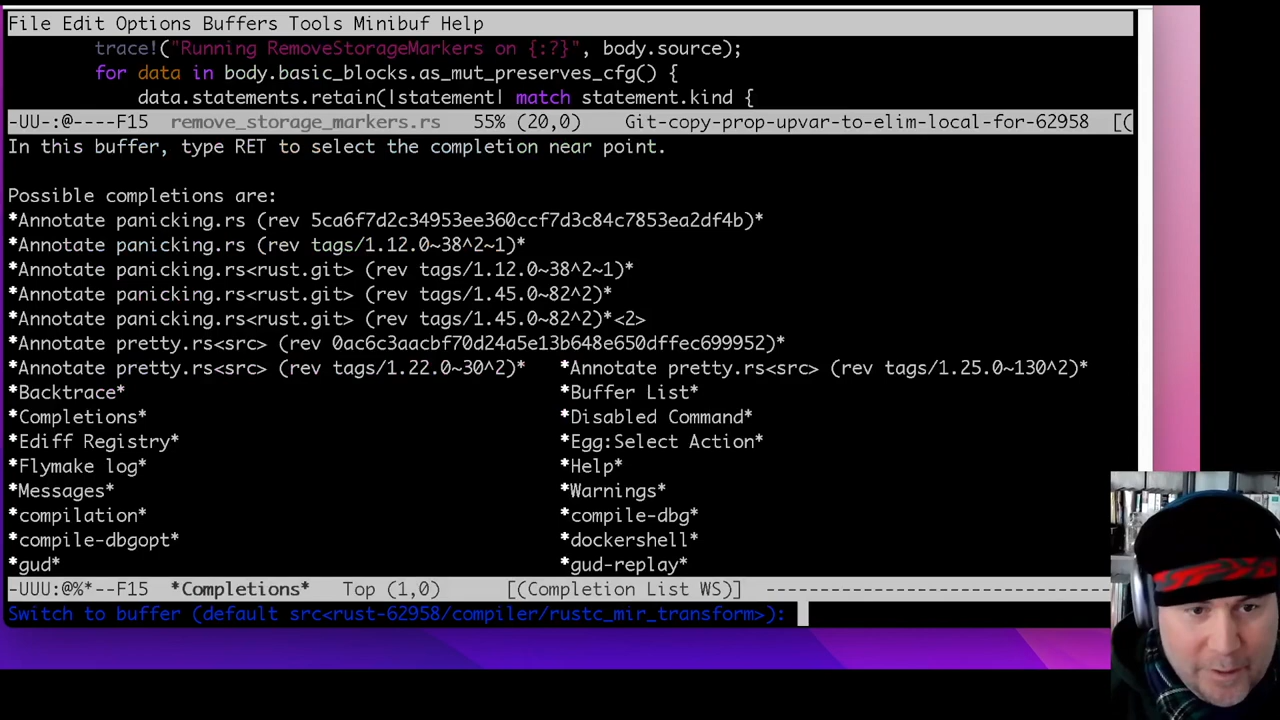 File Edit Options Buffers Tools Minibuf Help
trace!("Running RemoveStorageMarkers on {:?}", body.source);
for data in body.basic_blocks.as_mut_preserves_cfg() {
data.statements.retain(|statement| match statement.kind {
-UU-:@----F15  remove_storage_markers.rs   55% (20,0)    Git-copy-prop-upvar-to-elim-local-for-62958  [(
In this buffer, type RET to select the completion near point.
Possible completions are:
*Annotate panicking.rs (rev 5ca6f7d2c34953ee360ccf7d3c84c7853ea2df4b)*
*Annotate panicking.rs (rev tags/1.12.0~38^2~1)*
*Annotate panicking.rs<rust.git> (rev tags/1.12.0~38^2~1)*
*Annotate panicking.rs<rust.git> (rev tags/1.45.0~82^2)*
*Annotate panicking.rs<rust.git> (rev tags/1.45.0~82^2)*<2>
*Annotate pretty.rs<src> (rev 0ac6c3aacbf70d24a5e13b648e650dffec699952)*
*Annotate pretty.rs<src> (rev tags/1.22.0~30^2)*   *Annotate pretty.rs<src> (rev tags/1.25.0~130^2)*
*Backtrace*   *Buffer List*
*Completions*   *Disabled Command*
*Ediff Registry*   *Egg:Select Action*
*Flymake log*   *Help*
*Messages*   *Warnings*
*compilation*   *compile-dbg*
*compile-dbgopt*   *dockershell*
*gud*   *gud-replay*
-UUU:@%*--F15  *Completions*   Top (1,0)      [(Completion List WS)]  ----------------------------
Switch to buffer (default src<rust-62958/compiler/rustc_mir_transform>):